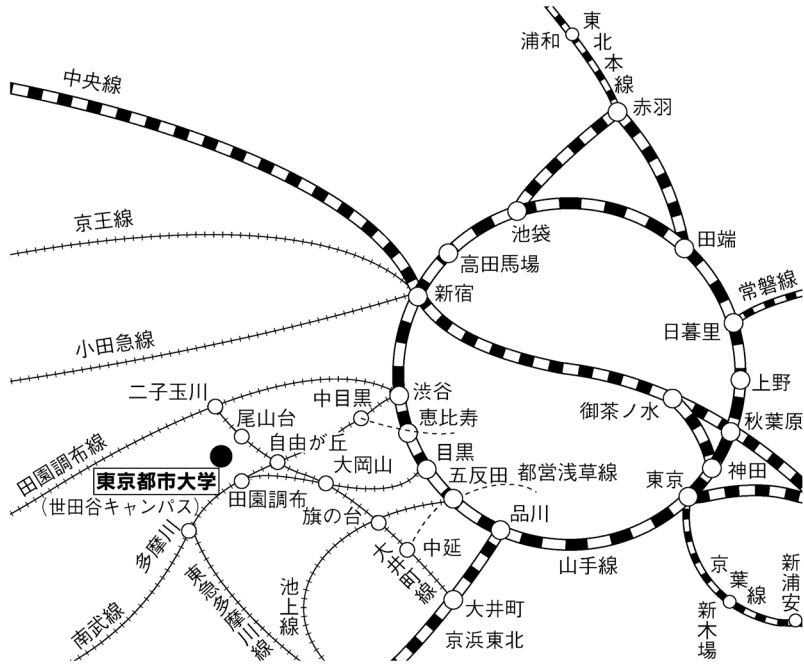 東北本線
浦和
赤羽
中央線
池袋
田端
京王線
高田馬場
新宿
常磐線
日暮里
小田急線
上野
二子玉川
中目黒
渋谷
御茶ノ水
尾山台
恵比寿
秋葉原
自由が丘
目黒
田園調布線
大岡山
五反田
都営浅草線
東京
神田
東京都市大学
(世田谷キャンパス)
田園調布
旗の台
品川
多摩川
中延
山手線
大井町線
京葉線
新浦安
池上線
東急多摩川線
南武線
大井町
新木場
京浜東北